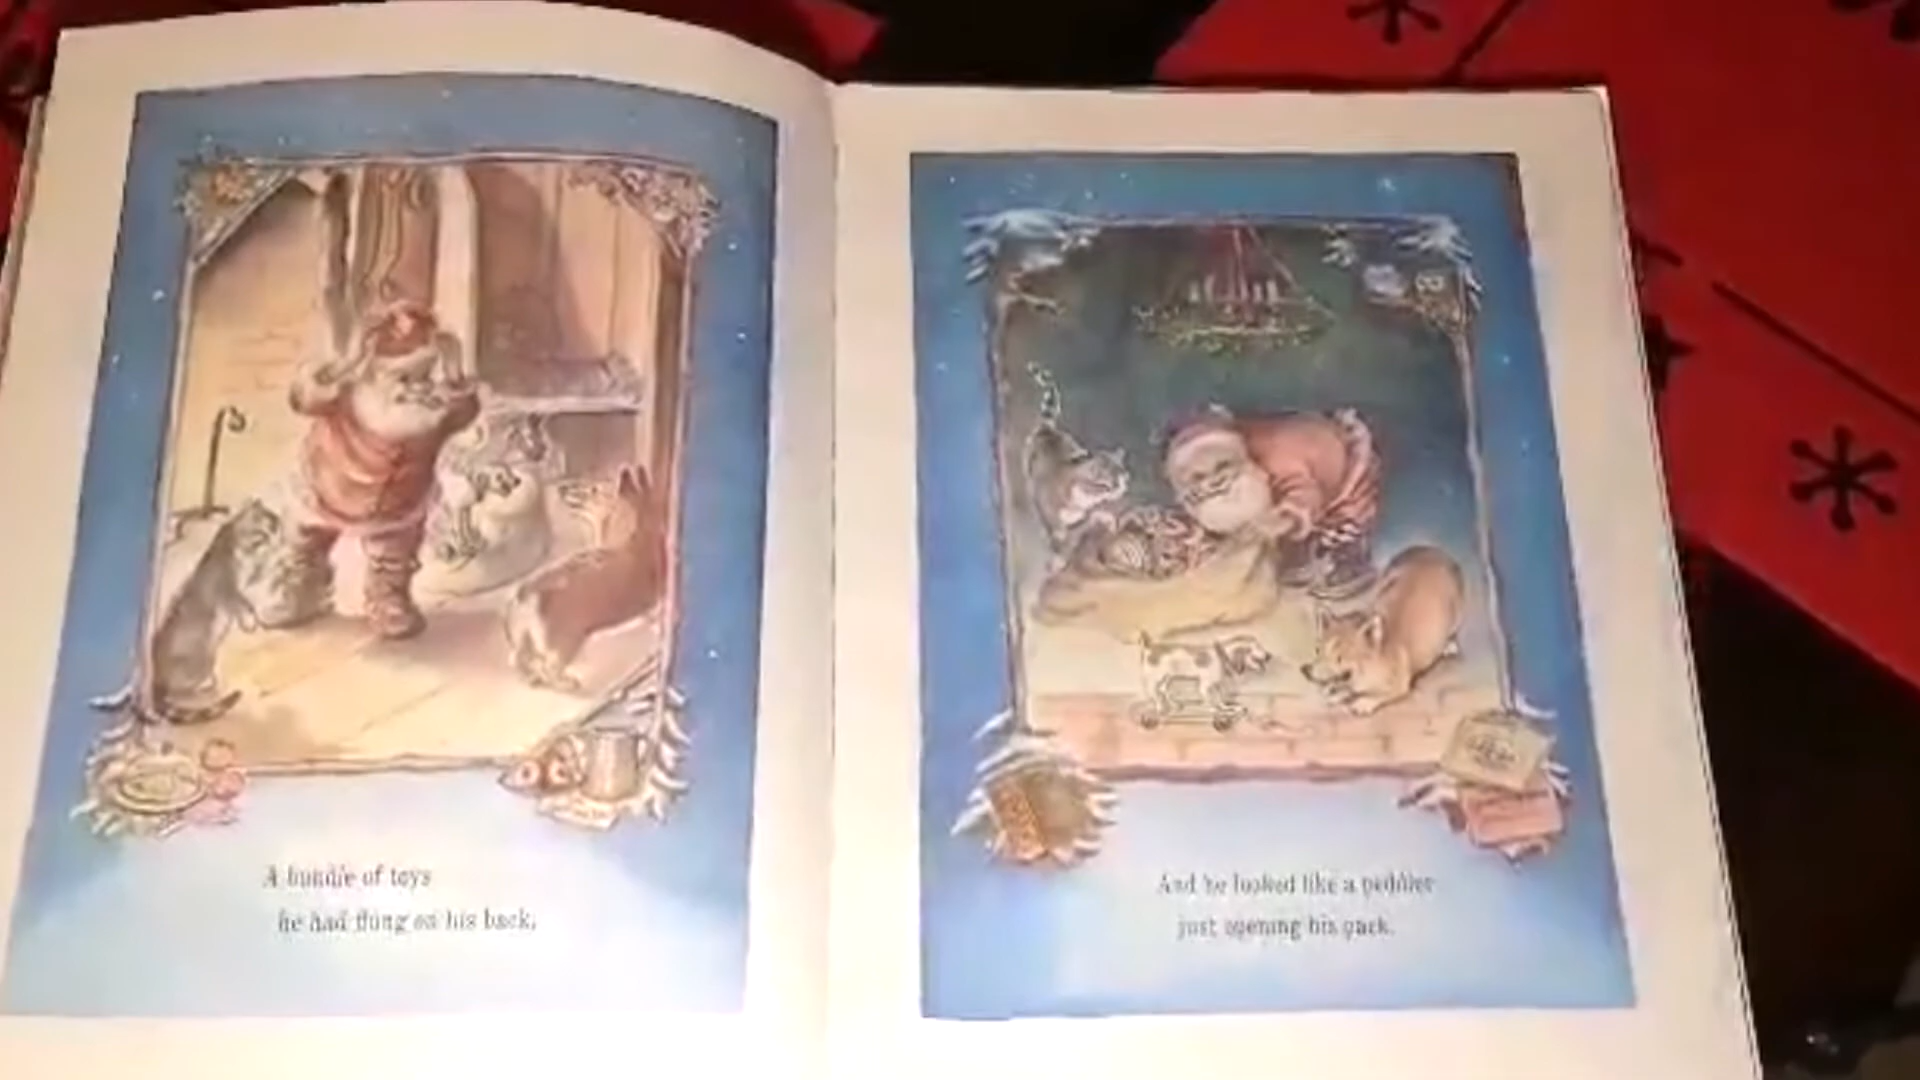 A bundle of toys
he had flung on his back,
And he looked like a peddler
just opening his pack.